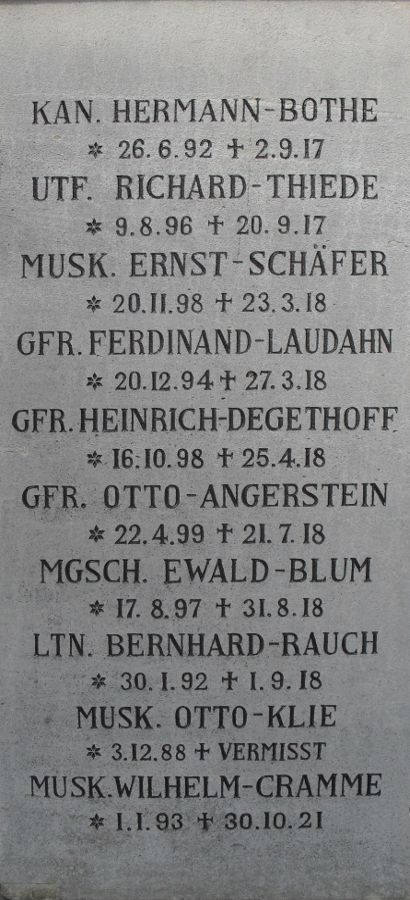 KAN. HERMANN-BOTHE
✲ 26.6.92 ✝ 2.9.17
UTF. RICHARD-THIEDE
✲ 9.8.96 ✝ 20.9.17
MUSK. ERNST-SCHÄFER
✲ 20.11.98 ✝ 23.3.18
GFR. FERDINAND-LAUDAHN
✲ 20.12.94 ✝ 27.3.18
GFR. HEINRICH-DEGETHOFF
✲ 16.10.98 ✝ 25.4.18
GFR. OTTO-ANGERSTEIN
✲ 22.4.99 ✝ 21.7.18
MGSCH. EWALD-BLUM
✲ 17.8.97 ✝ 31.8.18
LTN. BERNHARD-RAUCH
✲ 30.1.92 ✝ 1.9.18
MUSK. OTTO-KLIE
✲ 3.12.88 ✝ VERMISST
MUSK. WILHELM-CRAMME
✲ 1.1.93 ✝ 30.10.21